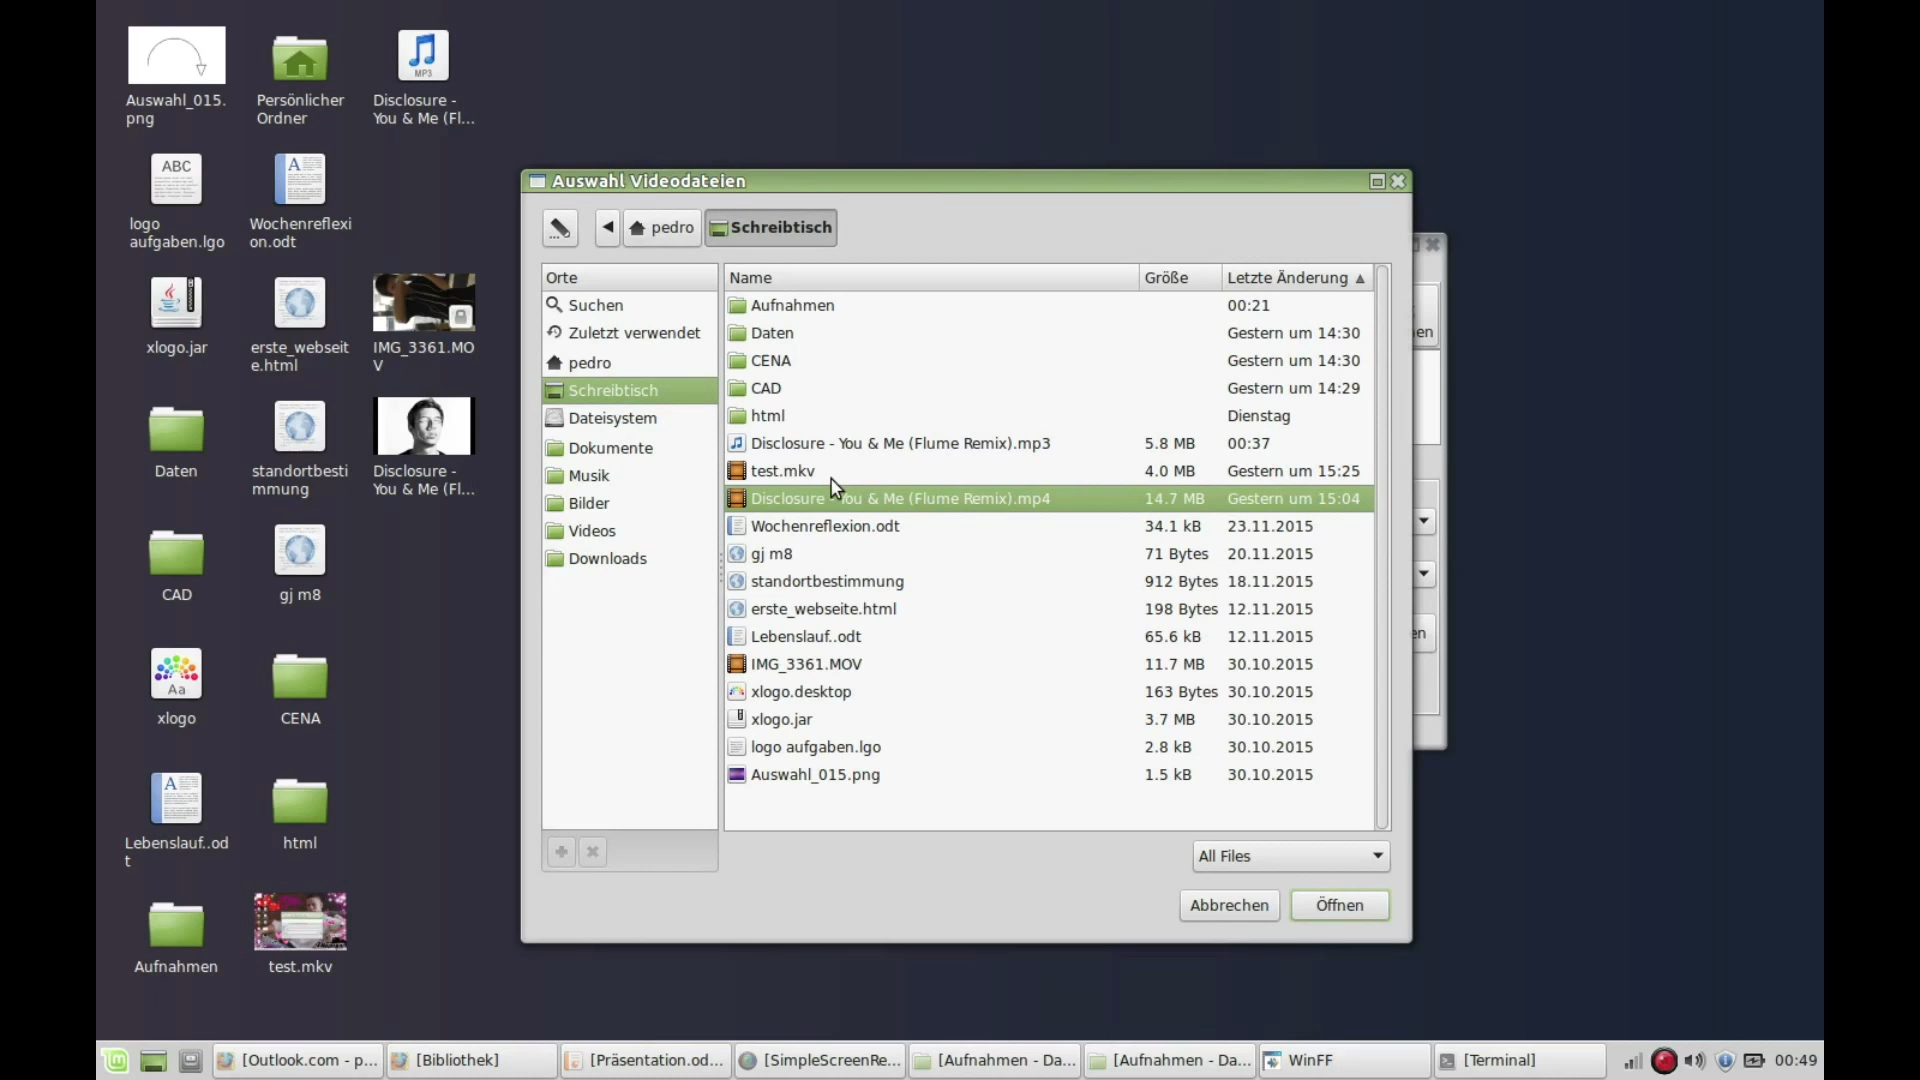 Auswahl_015.
png
Persönlicher
Ordner
MP3
Disclosure -
You & Me (Fl...
ABC
logo
aufgaben.lgo
A
Wochenreflexi
on.odt
xlogo.jar
erste_webseit
e.html
IMG_3361.MO
V
Daten
standortbesti
mmung
Disclosure -
You & Me (Fl...
CAD
gj m8
Aa
xlogo
CENA
A
Lebenslauf..od
t
html
Aufnahmen
test.mkv
Auswahl Videodateien
pedro
Schreibtisch
Orte
Suchen
Zuletzt verwendet
pedro
Schreibtisch
Dateisystem
Dokumente
Musik
Bilder
Videos
Downloads
Name Größe Letzte Änderung
Aufnahmen 00:21
Daten Gestern um 14:30
CENA Gestern um 14:30
CAD Gestern um 14:29
html Dienstag
Disclosure - You & Me (Flume Remix).mp3 5.8 MB 00:37
test.mkv 4.0 MB Gestern um 15:25
Disclosure - You & Me (Flume Remix).mp4 14.7 MB Gestern um 15:04
Wochenreflexion.odt 34.1 kB 23.11.2015
gj m8 71 Bytes 20.11.2015
standortbestimmung 912 Bytes 18.11.2015
erste_webseite.html 198 Bytes 12.11.2015
Lebenslauf..odt 65.6 kB 12.11.2015
IMG_3361.MOV 11.7 MB 30.10.2015
xlogo.desktop 163 Bytes 30.10.2015
xlogo.jar 3.7 MB 30.10.2015
logo aufgaben.lgo 2.8 kB 30.10.2015
Auswahl_015.png 1.5 kB 30.10.2015
All Files
Abbrechen
Öffnen
en
en
[Outlook.com - p...
[Bibliothek]
[Präsentation.od...
[SimpleScreenRe...
[Aufnahmen - Da...
[Aufnahmen - Da...
WinFF
[Terminal]
00:49